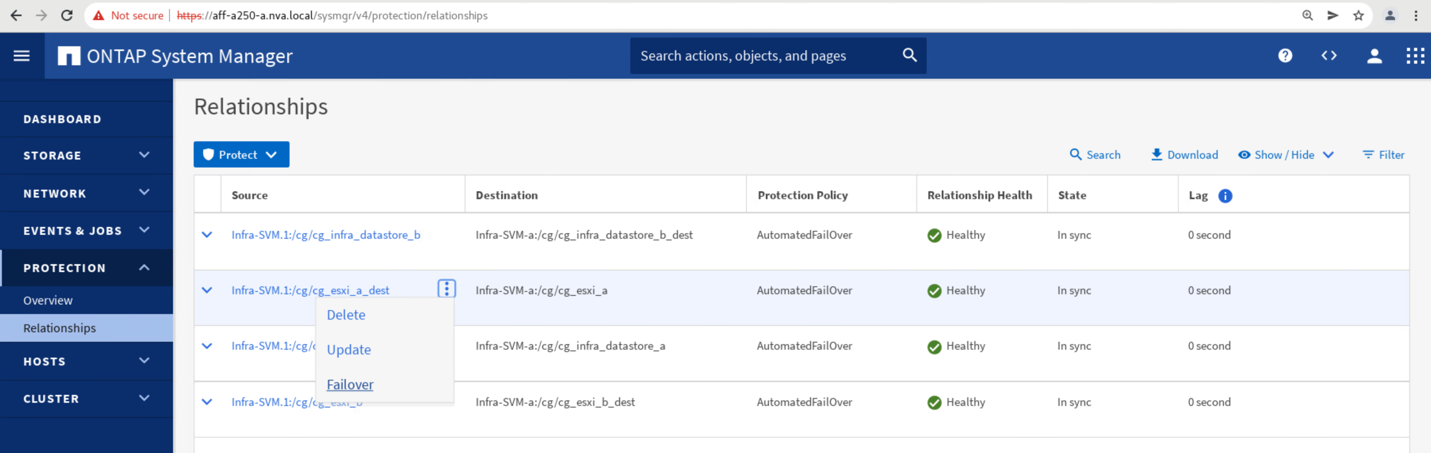 Not secure | https://aff-a250-a.nva.local/sysmgr/v4/protection/relationships
ONTAP System Manager
Search actions, objects, and pages
DASHBOARD
STORAGE
NETWORK
EVENTS & JOBS
PROTECTION
Overview
Relationships
HOSTS
CLUSTER
Relationships
Protect
Search
Download
Show / Hide
Filter
Source Destination Protection Policy Relationship Health State Lag
Infra-SVM.1:/cg/cg_infra_datastore_b Infra-SVM-a:/cg/cg_infra_datastore_b_dest AutomatedFailOver Healthy In sync 0 second
Infra-SVM.1:/cg/cg_esxi_a_dest Infra-SVM-a:/cg/cg_esxi_a AutomatedFailOver Healthy In sync 0 second
Delete
Update
Failover
Infra-SVM.1:/cg/c Infra-SVM-a:/cg/cg_infra_datastore_a AutomatedFailOver Healthy In sync 0 second
Infra-SVM.1:/cg/cg_esxi_b Infra-SVM-a:/cg/cg_esxi_b_dest AutomatedFailOver Healthy In sync 0 second